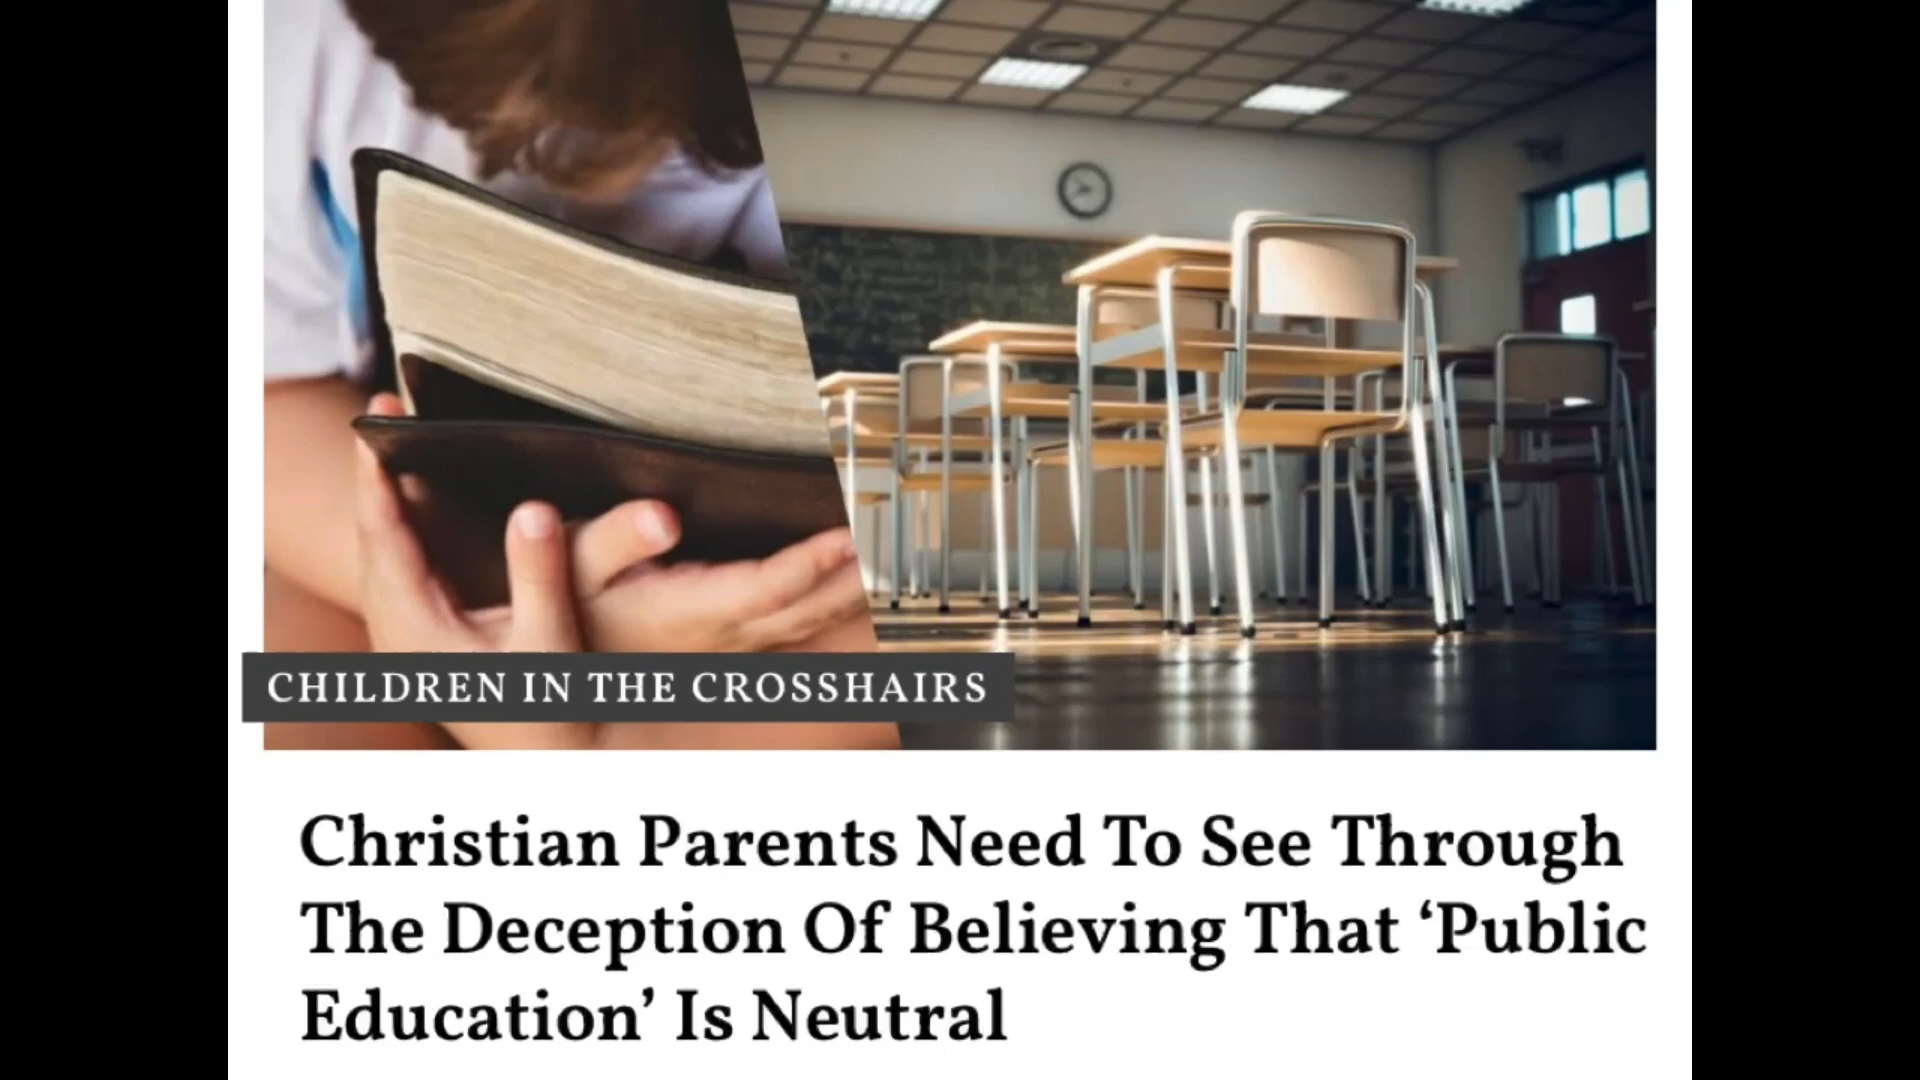 CHILDREN IN THE CROSSHAIRS
Christian Parents Need To See Through
The Deception Of Believing That ‘Public
Education’ Is Neutral